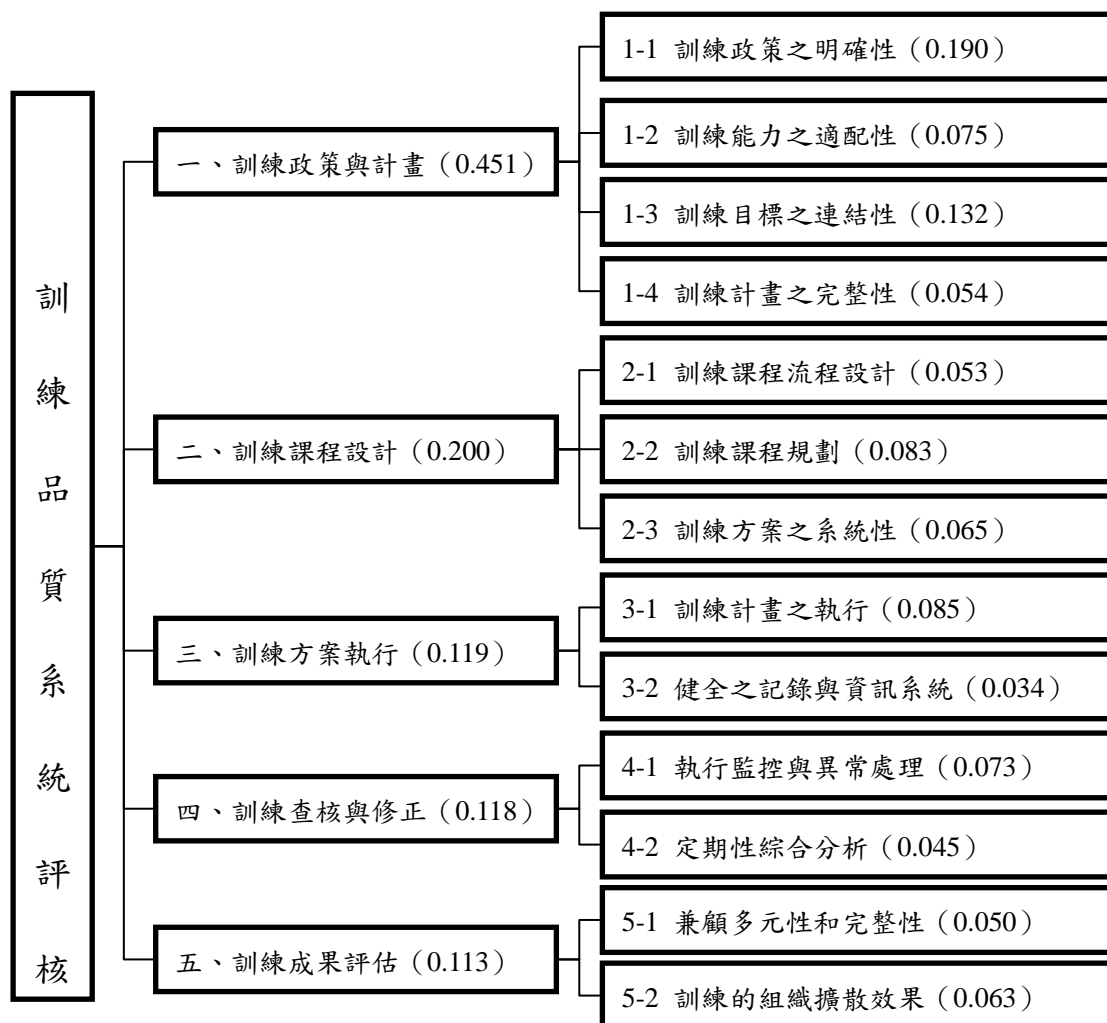 訓練品質系統評核
一、訓練政策與計畫（0.451）
1-1 訓練政策之明確性（0.190）
1-2 訓練能力之適配性（0.075）
1-3 訓練目標之連結性（0.132）
1-4 訓練計畫之完整性（0.054）
二、訓練課程設計（0.200）
2-1 訓練課程流程設計（0.053）
2-2 訓練課程規劃（0.083）
2-3 訓練方案之系統性（0.065）
三、訓練方案執行（0.119）
3-1 訓練計畫之執行（0.085）
3-2 健全之記錄與資訊系統（0.034）
四、訓練查核與修正（0.118）
4-1 執行監控與異常處理（0.073）
4-2 定期性綜合分析（0.045）
五、訓練成果評估（0.113）
5-1 兼顧多元性和完整性（0.050）
5-2 訓練的組織擴散效果（0.063）